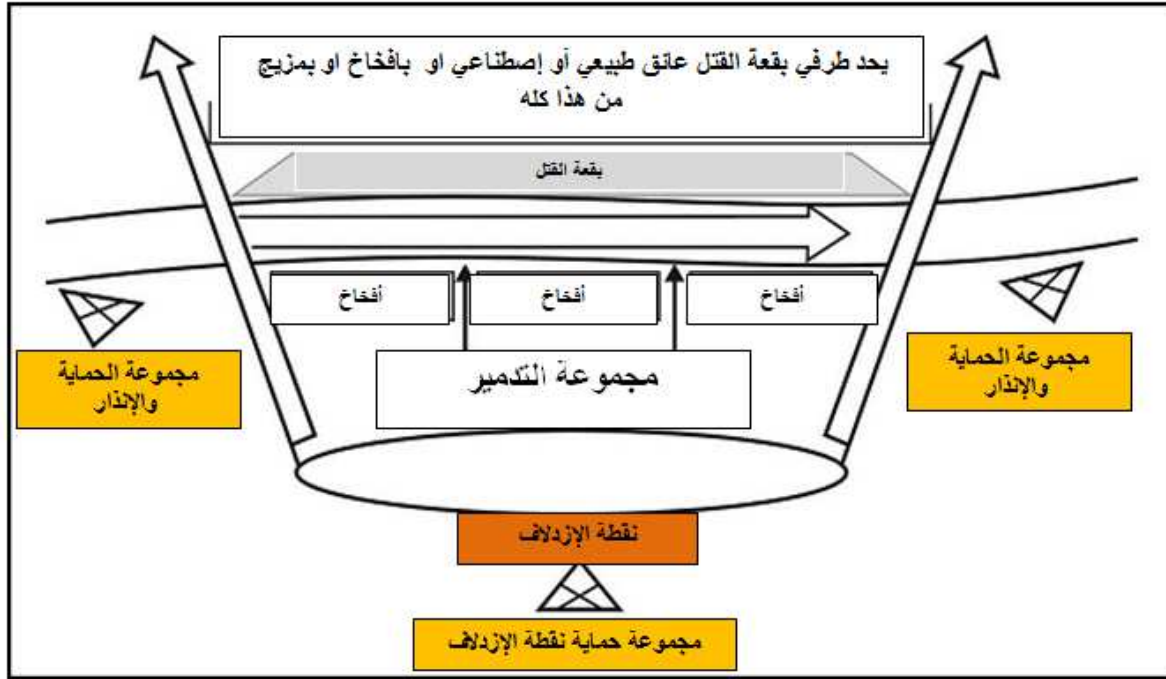 يحد طرفي بقعة القتل عائق طبيعي أو إصطناعي او بافخاخ او بمزيج
من هذا كله
بقعة القتل
أفخاخ
أفخاخ
أفخاخ
مجموعة التدمير
مجموعة الحماية
والإنذار
مجموعة الحماية
والإنذار
نقطة الإزدلاف
مجموعة حماية نقطة الإزدلاف